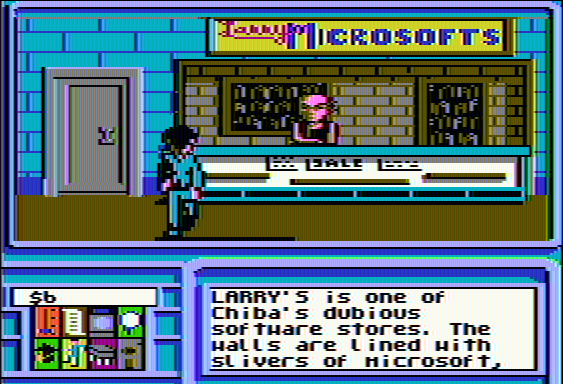 Larry MICROSOFTS
SALE
$6
LARRY'S is one of
Chiba's dubious
software stores. The
walls are lined with
slivers of Microsoft,